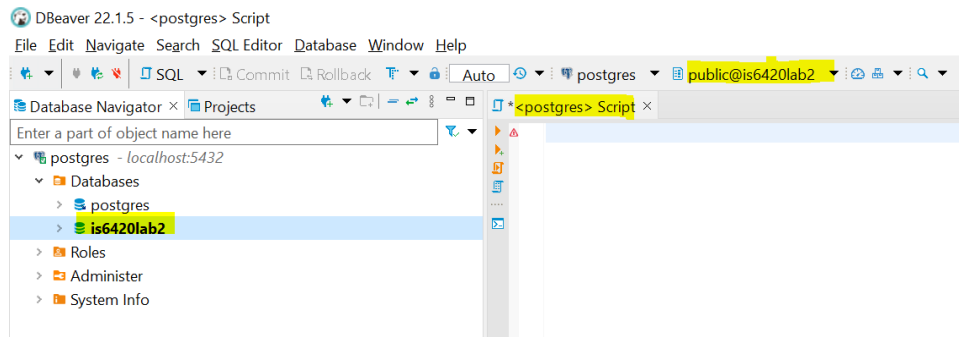 DBeaver 22.1.5 - <postgres> Script
File Edit Navigate Search SQL Editor Database Window Help
SQL Commit Rollback T Auto postgres public@is6420lab2
Database Navigator Projects *<postgres> Script
Enter a part of object name here
postgres - localhost:5432
Databases
postgres
is6420lab2
Roles
Administer
System Info